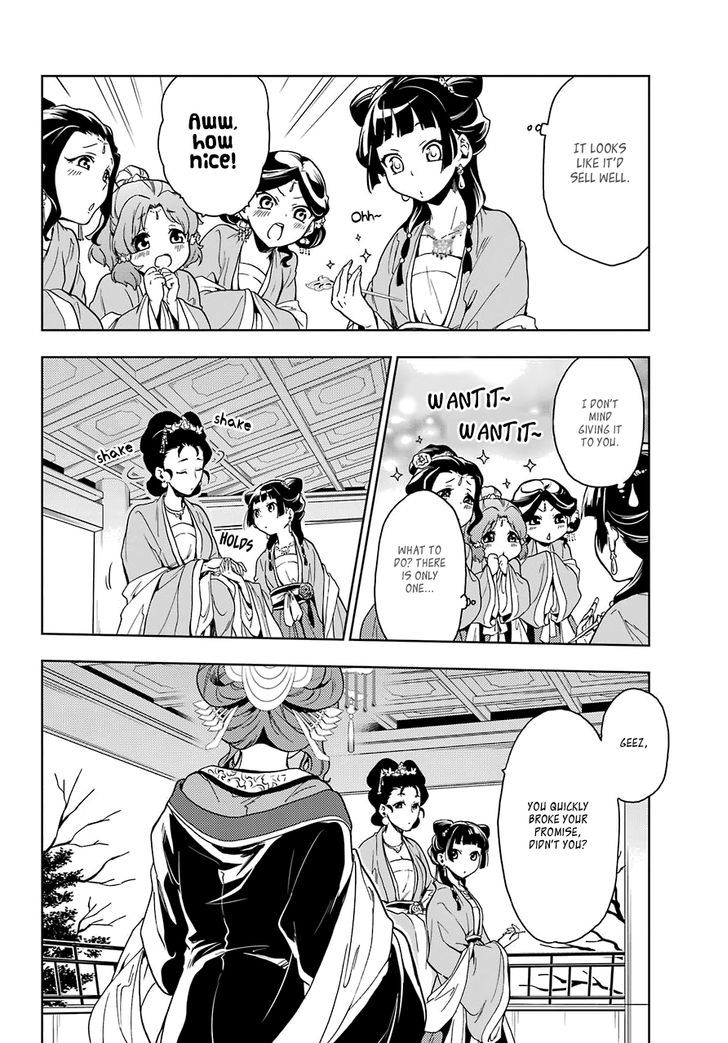 IT LOOKS
LIKE IT'D
SELL WELL.
Ohh~
Aww,
how
nice!
I DON'T
MIND
GIVING IT
TO YOU.
WANT IT~
WANT IT~
WHAT TO
DO? THERE
IS ONLY
ONE...
shake
shake
HOLDS
GEEZ,
YOU QUICKLY
BROKE YOUR
PROMISE,
DIDN'T YOU?